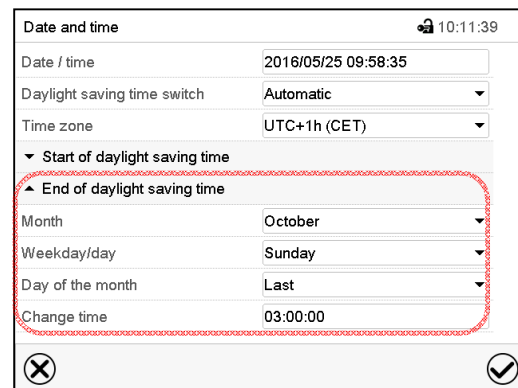 Date and time 10:11:39
Date / time 2016/05/25 09:58:35
Daylight saving time switch Automatic
Time zone UTC+1h (CET)
Start of daylight saving time
End of daylight saving time
Month October
Weekday/day Sunday
Day of the month Last
Change time 03:00:00